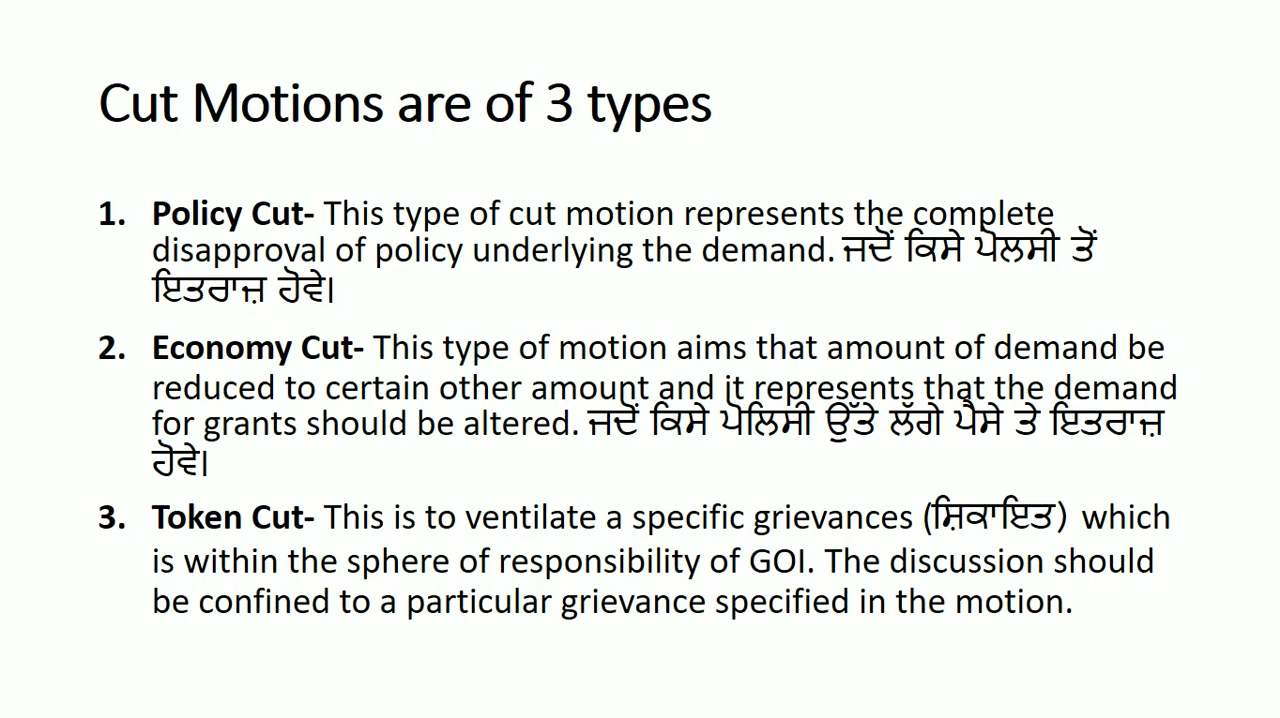 Cut Motions are of 3 types
1. Policy Cut- This type of cut motion represents the complete
disapproval of policy underlying the demand. ਜਦੋਂ ਕਿਸੇ ਪੋਲਸੀ ਤੋਂ
ਇਤਰਾਜ਼ ਹੋਵੇ।
2. Economy Cut- This type of motion aims that amount of demand be
reduced to certain other amount and it represents that the demand
for grants should be altered. ਜਦੋਂ ਕਿਸੇ ਪੋਲਿਸੀ ਉੱਤੇ ਲੱਗੇ ਪੈਸੇ ਤੇ ਇਤਰਾਜ਼
ਹੋਵੇ।
3. Token Cut- This is to ventilate a specific grievances (ਸ਼ਿਕਾਇਤ) which
is within the sphere of responsibility of GOI. The discussion should
be confined to a particular grievance specified in the motion.